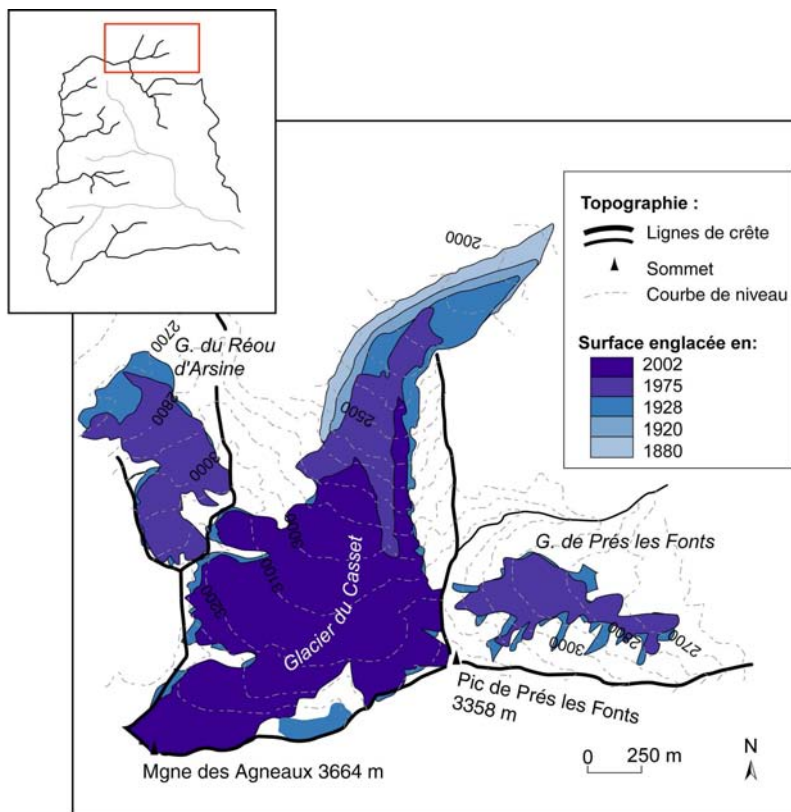 Topographie :
Lignes de crête
Sommet
Courbe de niveau
Surface englacée en:
2002
1975
1928
1920
1880
2000
2700
G. du Réou
d'Arsine
2800
3000
2500
3000
3100
3200
Glacier du Casset
G. de Prés les Fonts
3000
2800
2700
Pic de Prés les Fonts
3358 m
Mgne des Agneaux 3664 m
0 250 m
N